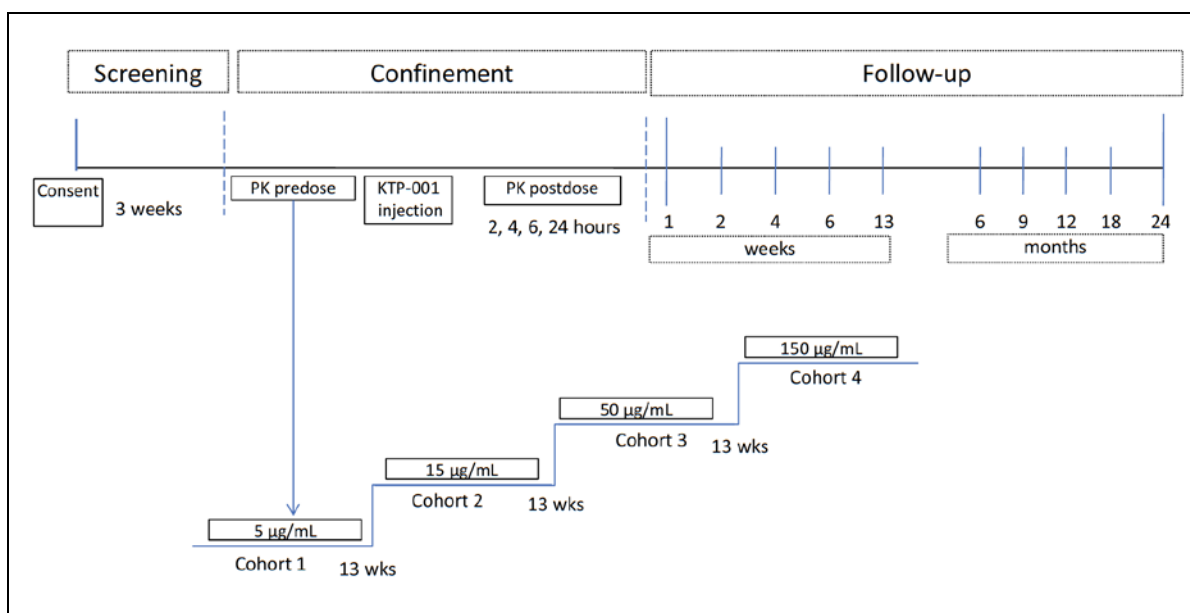 Screening
Confinement
Follow-up
Consent
3 weeks
PK predose
KTP-001
injection
PK postdose
2, 4, 6, 24 hours
1 2 4 6 13
weeks
6 9 12 18 24
months
150 µg/mL
Cohort 4
50 µg/mL
Cohort 3
13 wks
15 µg/mL
Cohort 2
13 wks
5 µg/mL
Cohort 1
13 wks